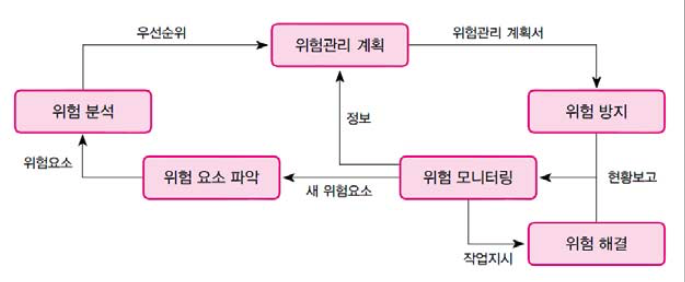 우선순위
위험관리 계획
위험관리 계획서
위험 분석
정보
위험 방지
위험요소
위험 요소 파악
새 위험요소
위험 모니터링
현황보고
작업지시
위험 해결